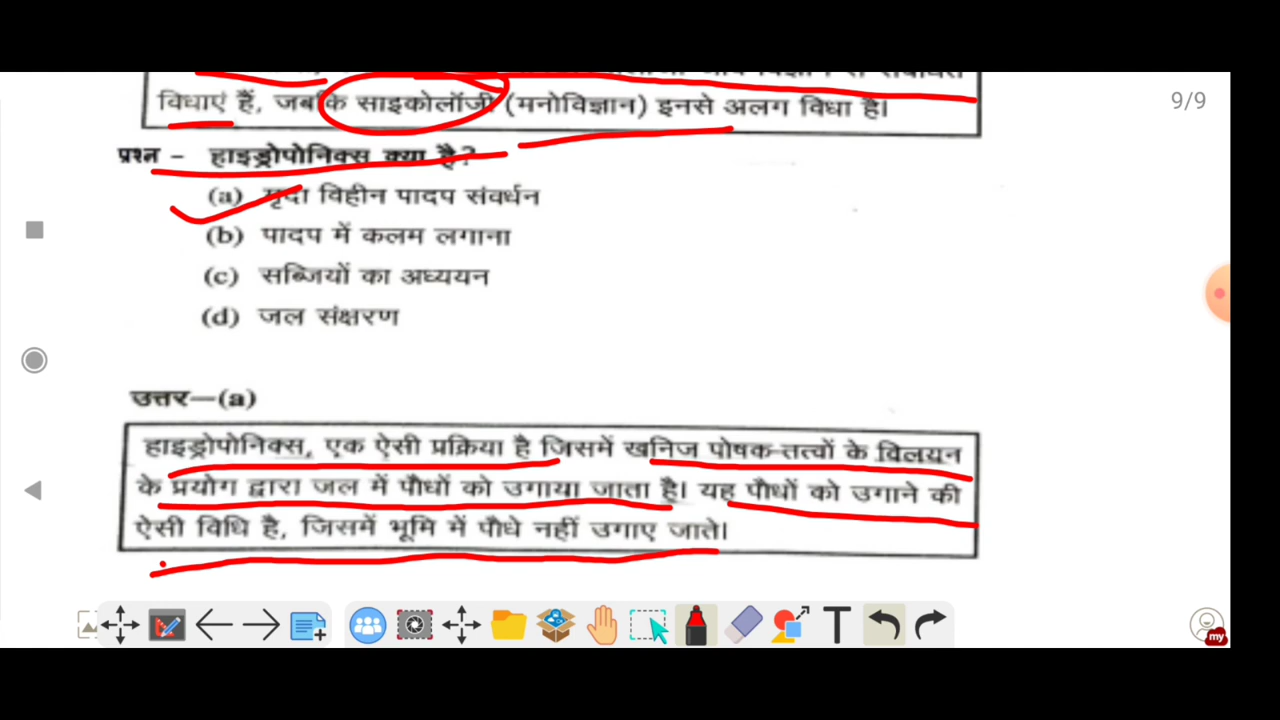 विधाएं हैं, जबकि साइकोलॉजी (मनोविज्ञान) इनसे अलग विधा है।
9/9
प्रश्न – हाइड्रोपोनिक्स क्या है?
(a) मृदा विहीन पादप संवर्धन
(b) पादप में कलम लगाना
(c) सब्जियों का अध्ययन
(d) जल संक्षरण
उत्तर—(a)
हाइड्रोपोनिक्स, एक ऐसी प्रक्रिया है जिसमें खनिज पोषक-तत्वों के विलयन
के प्रयोग द्वारा जल में पौधों को उगाया जाता है। यह पौधों को उगाने की
ऐसी विधि है, जिसमें भूमि में पौधे नहीं उगाए जाते।
T
my